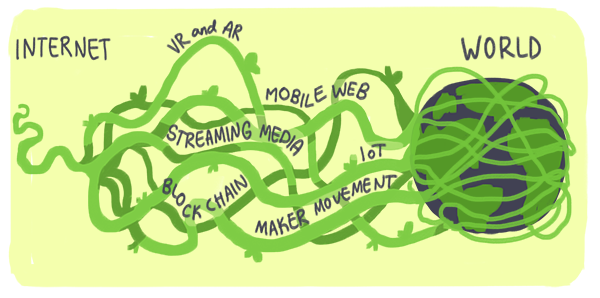 INTERNET
VR and AR
WORLD
MOBILE WEB
STREAMING MEDIA
IoT
BLOCK CHAIN
MAKER MOVEMENT